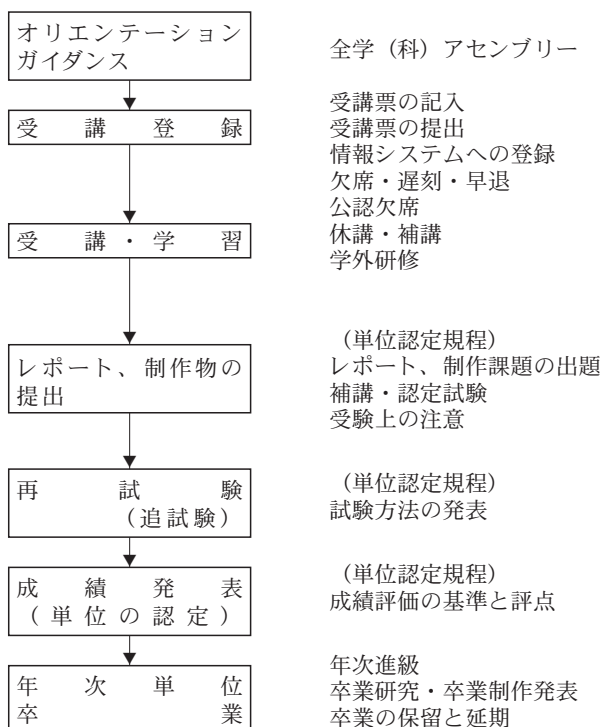 オリエンテーション
ガイダンス
全学（科）アセンブリー
受講登録
受講票の記入
受講票の提出
情報システムへの登録
欠席・遅刻・早退
公認欠席
休講・補講
学外研修
受講・学習
レポート、制作物の
提出
（単位認定規程）
レポート、制作課題の出題
補講・認定試験
受験上の注意
再試験
（追試験）
（単位認定規程）
試験方法の発表
成績発表
（単位の認定）
（単位認定規程）
成績評価の基準と評点
年次単位
卒業
年次進級
卒業研究・卒業制作発表
卒業の保留と延期